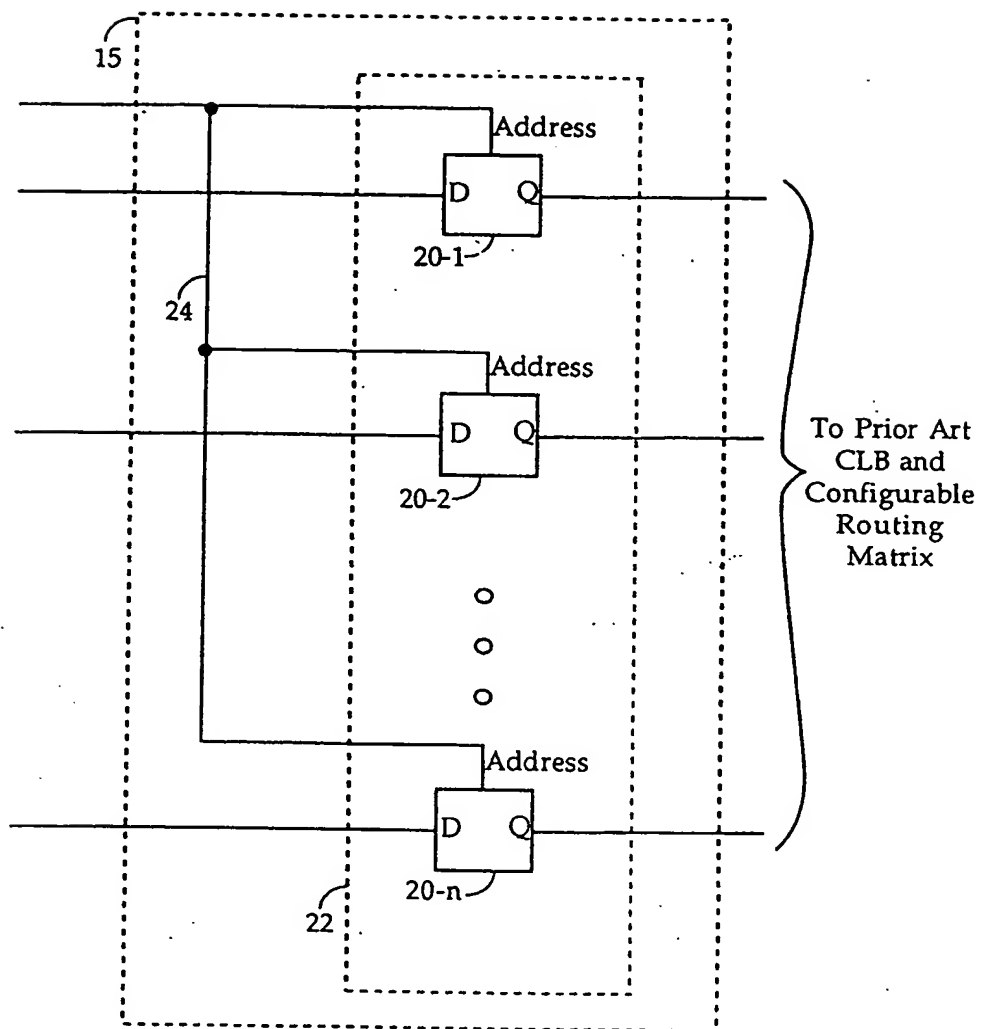 15
Address
D Q
20-1
24
Address
D Q
20-2
To Prior Art
CLB and
Configurable
Routing
Matrix
Address
D Q
20-n
22